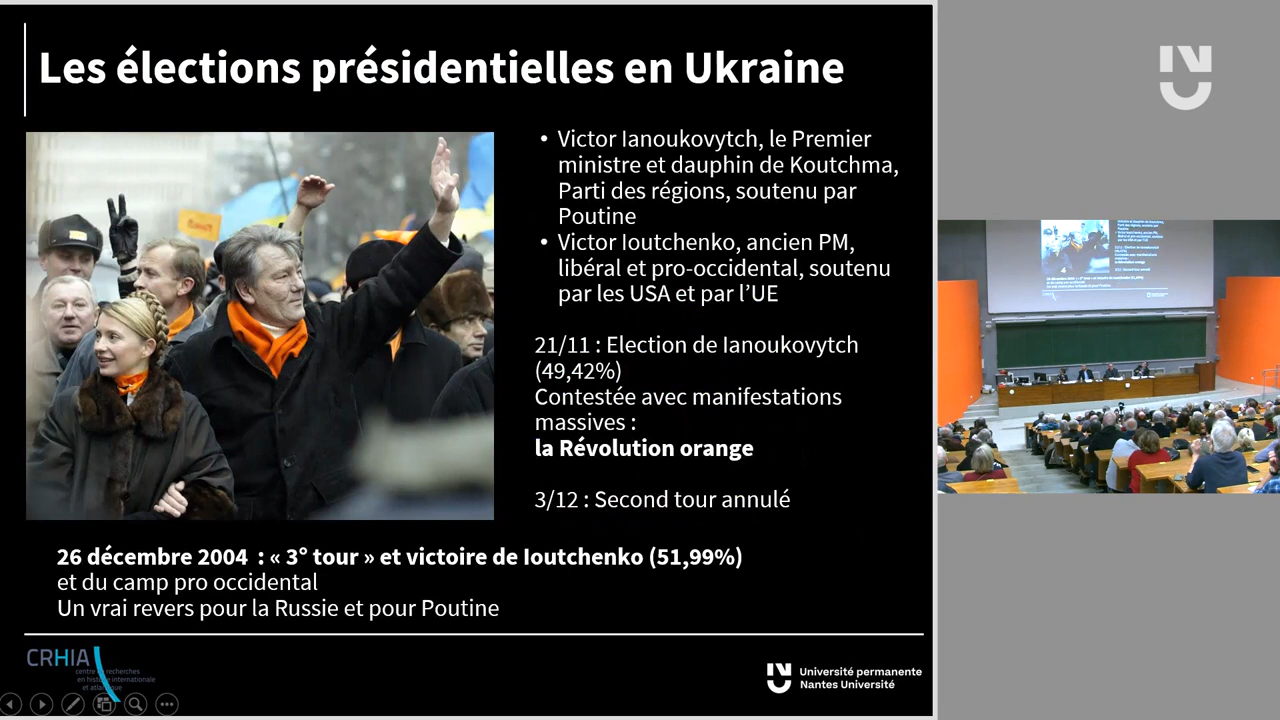 Les élections présidentielles en Ukraine
• Victor Ianoukovytch, le Premier
ministre et dauphin de Koutchma,
Parti des régions, soutenu par
Poutine
• Victor Ioutchenko, ancien PM,
libéral et pro-occidental, soutenu
par les USA et par l’UE
21/11 : Election de Ianoukovytch
(49,42%)
Contestée avec manifestations
massives :
la Révolution orange
3/12 : Second tour annulé
26 décembre 2004 : « 3° tour » et victoire de Ioutchenko (51,99%)
et du camp pro occidental
Un vrai revers pour la Russie et pour Poutine
CRHIA
centre de recherches
en histoire internationale
et atlantique
Université permanente
Nantes Université